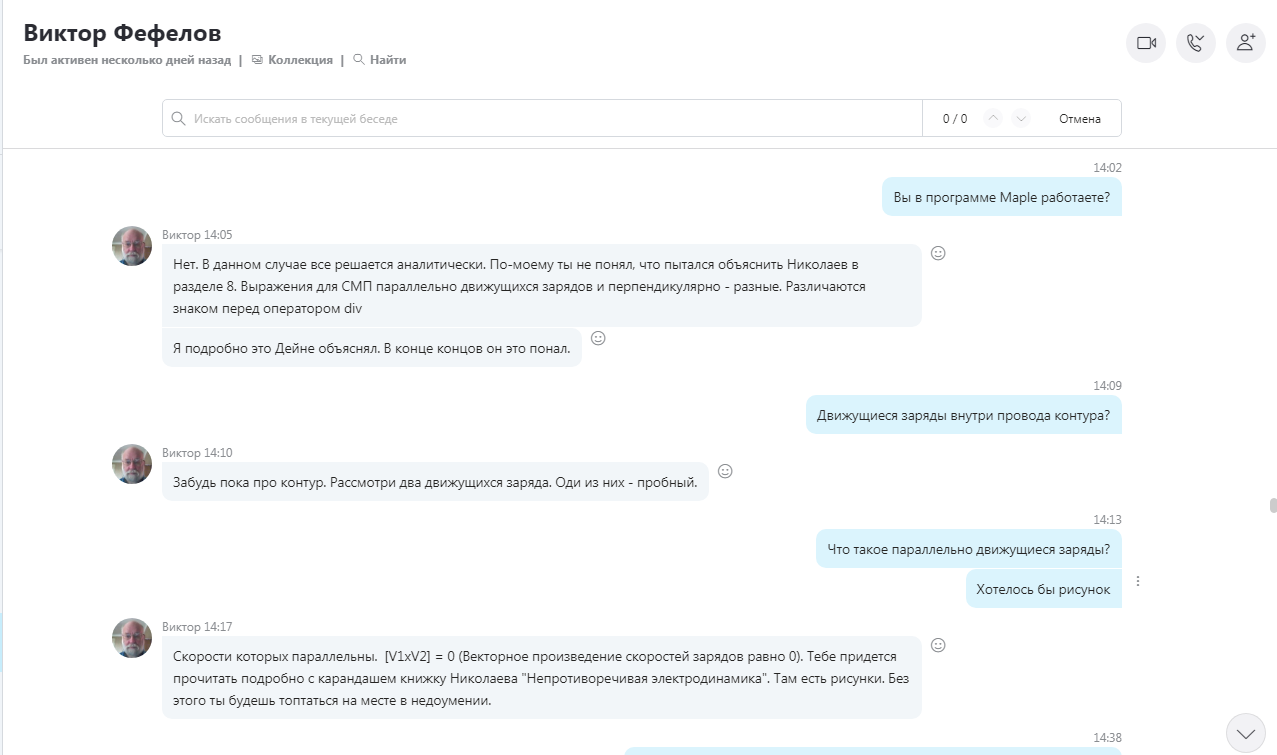 Виктор Фефелов
Был активен несколько дней назад | Коллекция | Найти
Искать сообщения в текущей беседе
0 / 0
Отмена
14:02
Вы в программе Maple работаете?
Виктор 14:05
Нет. В данном случае все решается аналитически. По-моему ты не понял, что пытался объяснить Николаев в
разделе 8. Выражения для СМП параллельно движущихся зарядов и перпендикулярно - разные. Различаются
знаком перед оператором div
Я подробно это Дейне объяснял. В конце концов он это понал.
14:09
Движущиеся заряды внутри провода контура?
Виктор 14:10
Забудь пока про контур. Рассмотри два движущихся заряда. Оди из них - пробный.
14:13
Что такое параллельно движущиеся заряды?
Хотелось бы рисунок
Виктор 14:17
Скорости которых параллельны. [V1xV2] = 0 (Векторное произведение скоростей зарядов равно 0). Тебе придется
прочитать подробно с карандашем книжку Николаева "Непротиворечивая электродинамика". Там есть рисунки. Без
этого ты будешь топтаться на месте в недоумении.
14:38